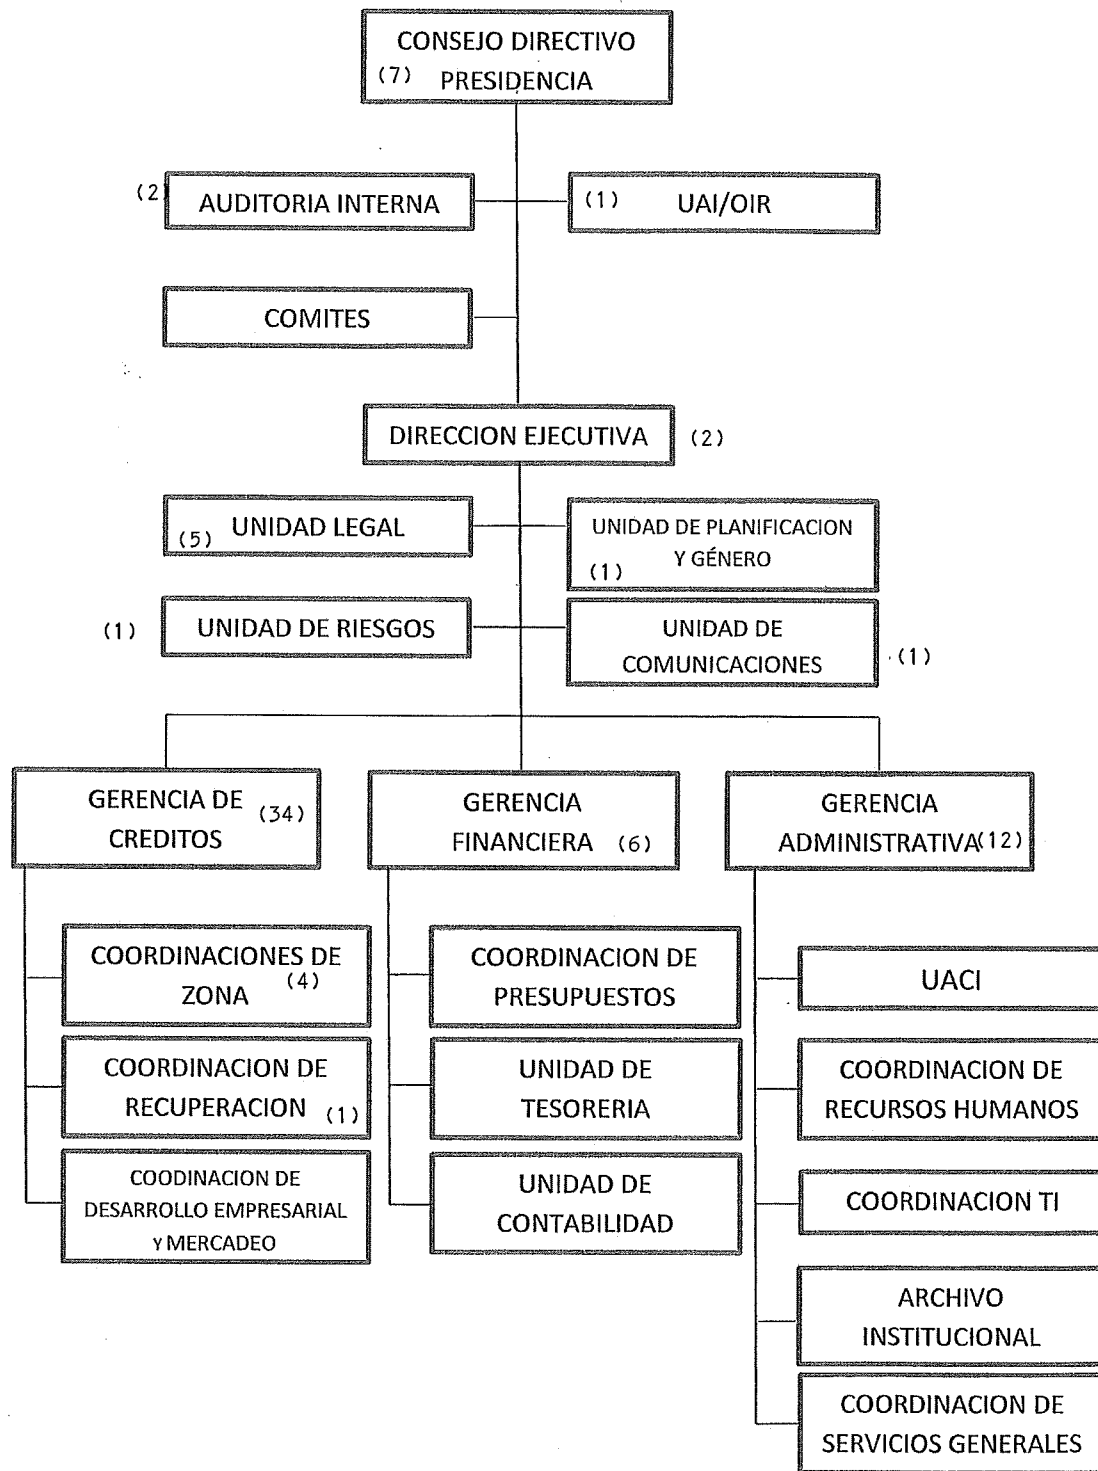 CONSEJO DIRECTIVO
(7) PRESIDENCIA
(2) AUDITORIA INTERNA
(1) UAI/OIR
COMITES
DIRECCION EJECUTIVA (2)
UNIDAD LEGAL
(5)
UNIDAD DE PLANIFICACION
Y GÉNERO
(1)
(1) UNIDAD DE RIESGOS
UNIDAD DE
COMUNICACIONES (1)
GERENCIA DE
CREDITOS (34)
GERENCIA
FINANCIERA (6)
GERENCIA
ADMINISTRATIVA (12)
COORDINACIONES DE
ZONA (4)
COORDINACION DE
RECUPERACION (1)
COODINACION DE
DESARROLLO EMPRESARIAL
Y MERCADEO
COORDINACION DE
PRESUPUESTOS
UNIDAD DE
TESORERIA
UNIDAD DE
CONTABILIDAD
UACI
COORDINACION DE
RECURSOS HUMANOS
COORDINACION TI
ARCHIVO
INSTITUCIONAL
COORDINACION DE
SERVICIOS GENERALES